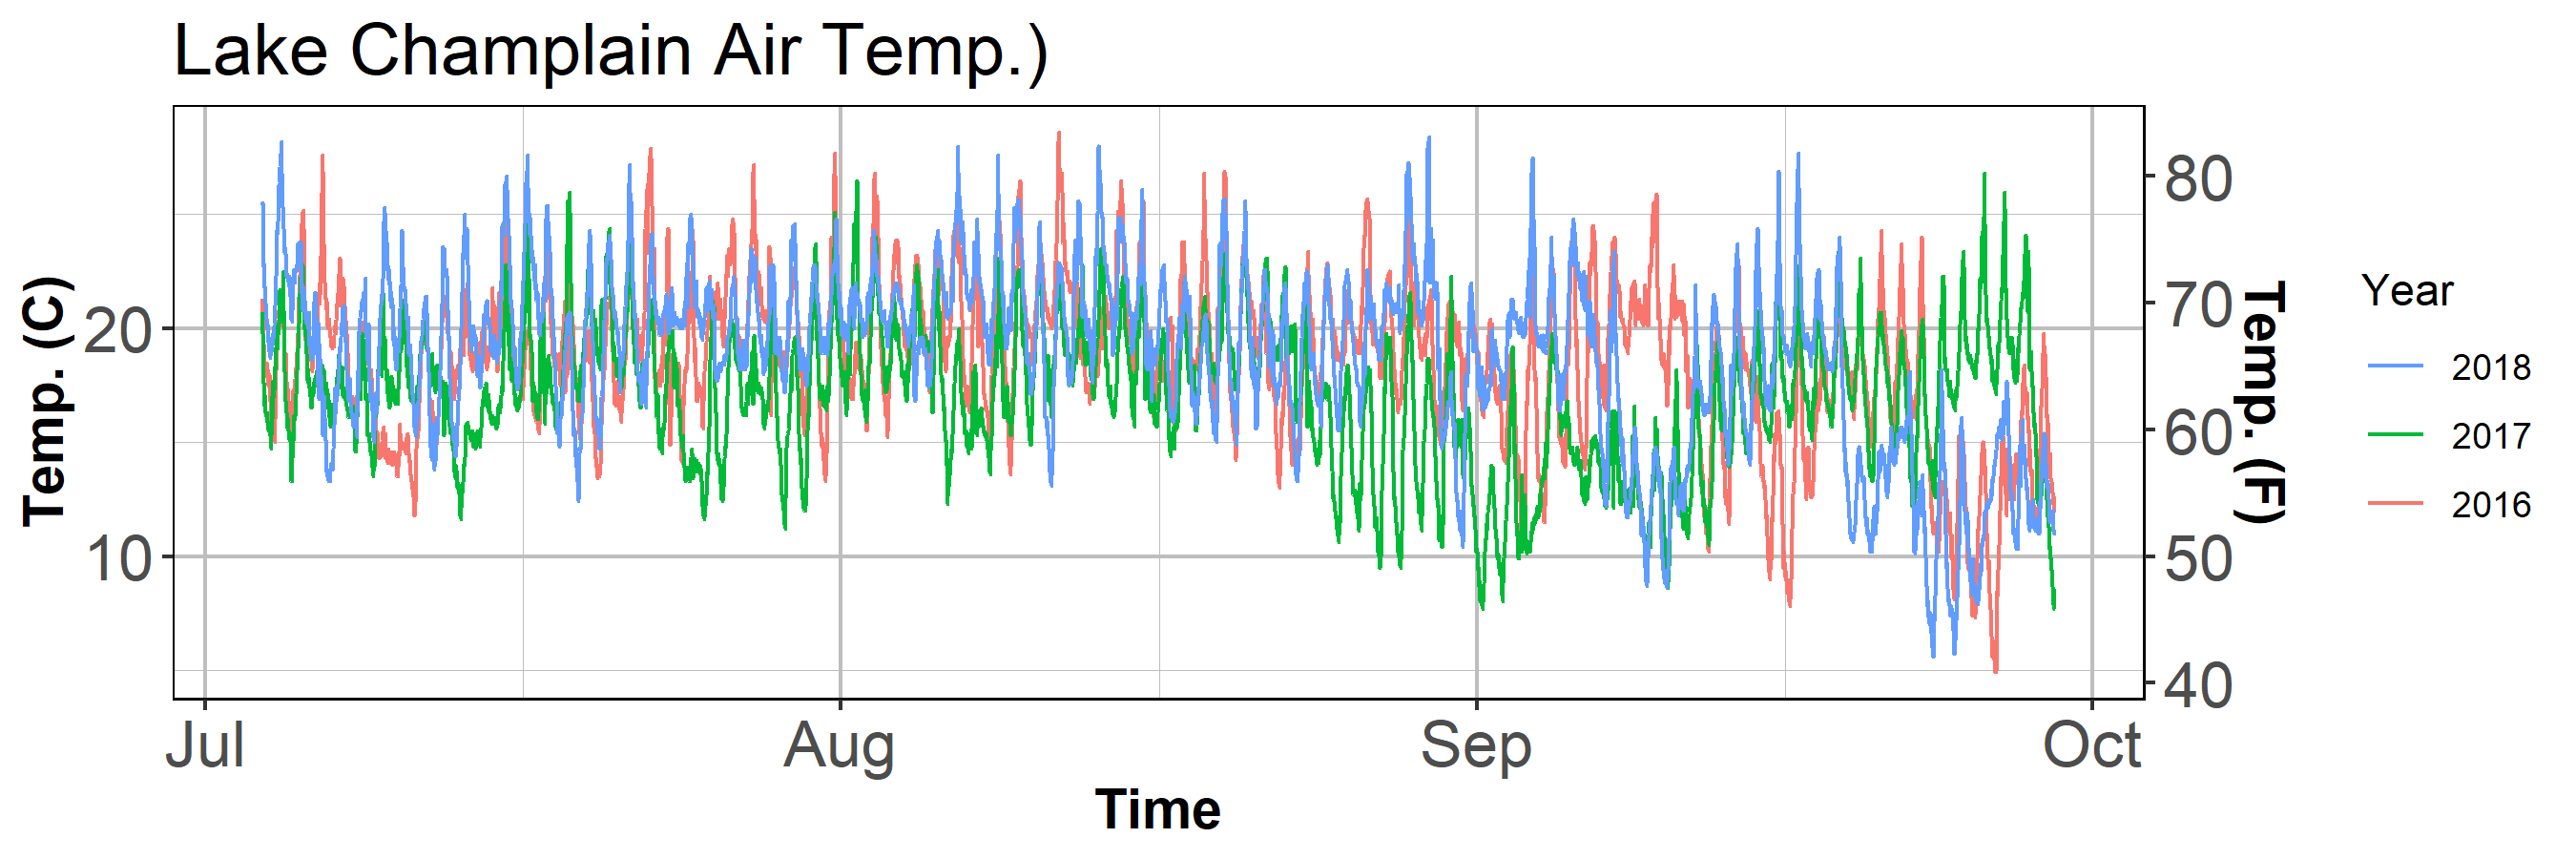 Lake Champlain Air Temp.)
Temp. (C)
20
10
80
70
60
50
40
Temp. (F)
Jul Aug Sep Oct
Time
Year
2018
2017
2016